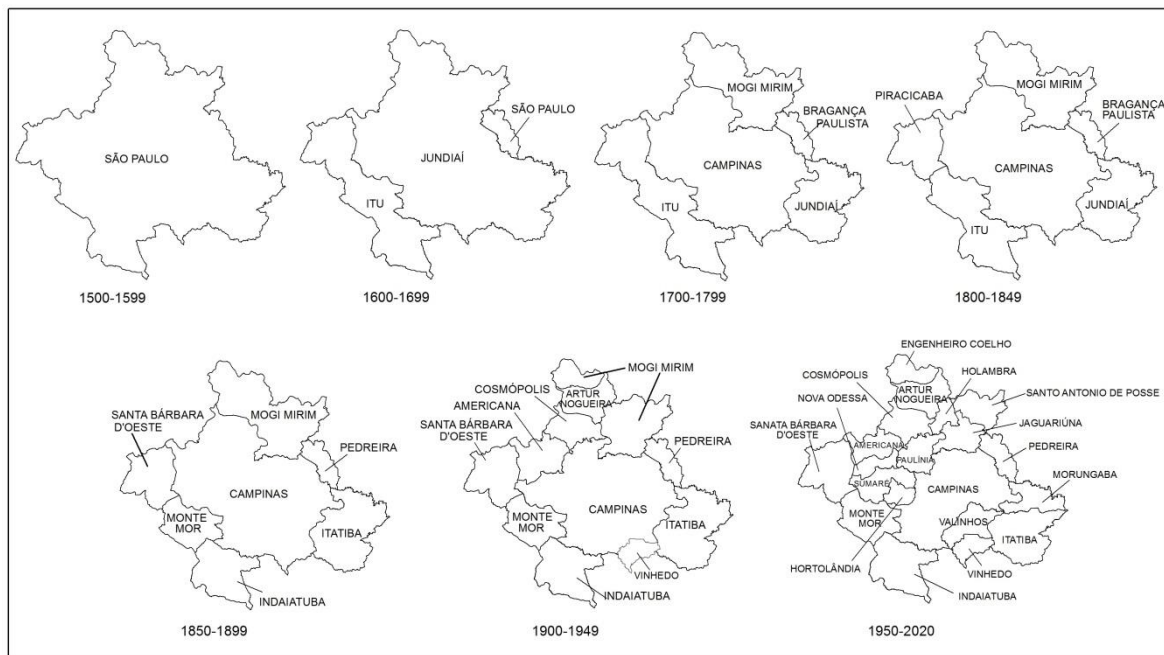 SÃO PAULO
1500-1599
SÃO PAULO
JUNDIAÍ
ITU
1600-1699
MOGI MIRIM
BRAGANÇA
PAULISTA
CAMPINAS
ITU
JUNDIAÍ
1700-1799
MOGI MIRIM
PIRACICABA
BRAGANÇA
PAULISTA
CAMPINAS
JUNDIAÍ
ITU
1800-1849
SANTA BÁRBARA
D'OESTE
MOGI MIRIM
PEDREIRA
CAMPINAS
MONTE
MOR
ITATIBA
INDAIATUBA
1850-1899
MOGI MIRIM
COSMÓPOLIS
ARTUR
NOGUEIRA
AMERICANA
SANTA BÁRBARA
D'OESTE
PEDREIRA
CAMPINAS
MONTE
MOR
ITATIBA
VINHEDO
INDAIATUBA
1900-1949
ENGENHEIRO COELHO
COSMÓPOLIS
HOLAMBRA
ARTUR
NOGUEIRA
NOVA ODESSA
SANTO ANTONIO DE POSSE
SANATA BÁRBARA
D'OESTE
JAGUARIÚNA
AMERICANA
PEDREIRA
PAULÍNIA
MORUNGABA
SUMARÉ
CAMPINAS
MONTE
MOR
VALINHOS
ITATIBA
HORTOLÂNDIA
VINHEDO
INDAIATUBA
1950-2020